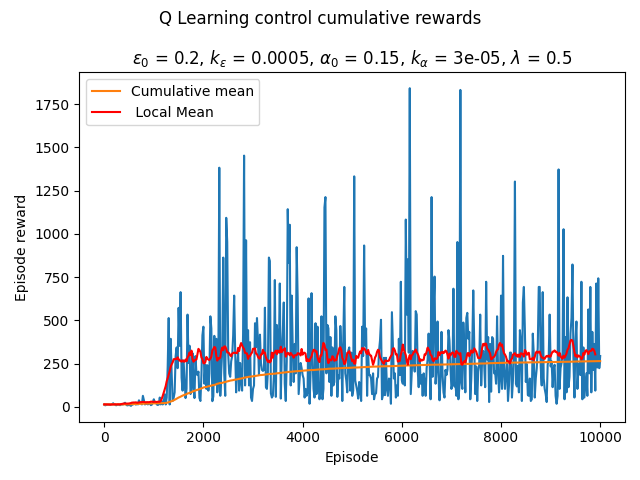 Q Learning control cumulative rewards
ε₀ = 0.2, kε = 0.0005, α₀ = 0.15, kα = 3e-05, λ = 0.5
Cumulative mean
Local Mean
Episode reward
1750
1500
1250
1000
750
500
250
0
0 2000 4000 6000 8000 10000
Episode